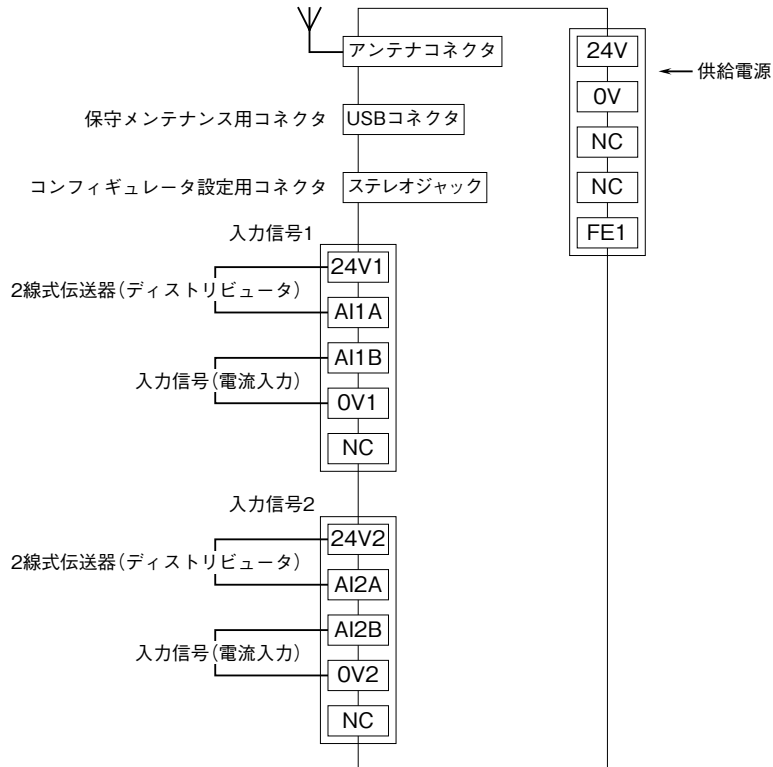 アンテナコネクタ
保守メンテナンス用コネクタ USBコネクタ
コンフィギュレータ設定用コネクタ ステレオジャック
入力信号1
24V1
2線式伝送器(ディストリビュータ)
AI1A
AI1B
入力信号(電流入力)
0V1
NC
入力信号2
24V2
2線式伝送器(ディストリビュータ)
AI2A
AI2B
入力信号(電流入力)
0V2
NC
24V
供給電源
0V
NC
NC
FE1